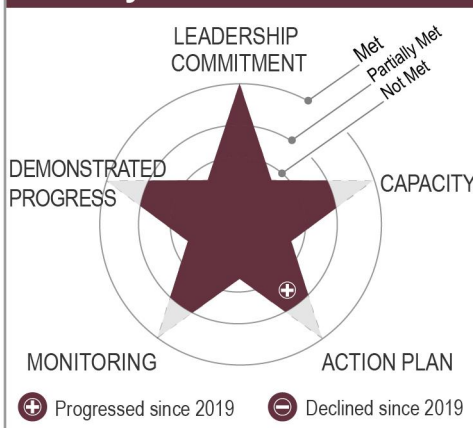 LEADERSHIP
COMMITMENT
Met
Partially Met
Not Met
DEMONSTRATED
PROGRESS
CAPACITY
MONITORING
ACTION PLAN
Progressed since 2019
Declined since 2019